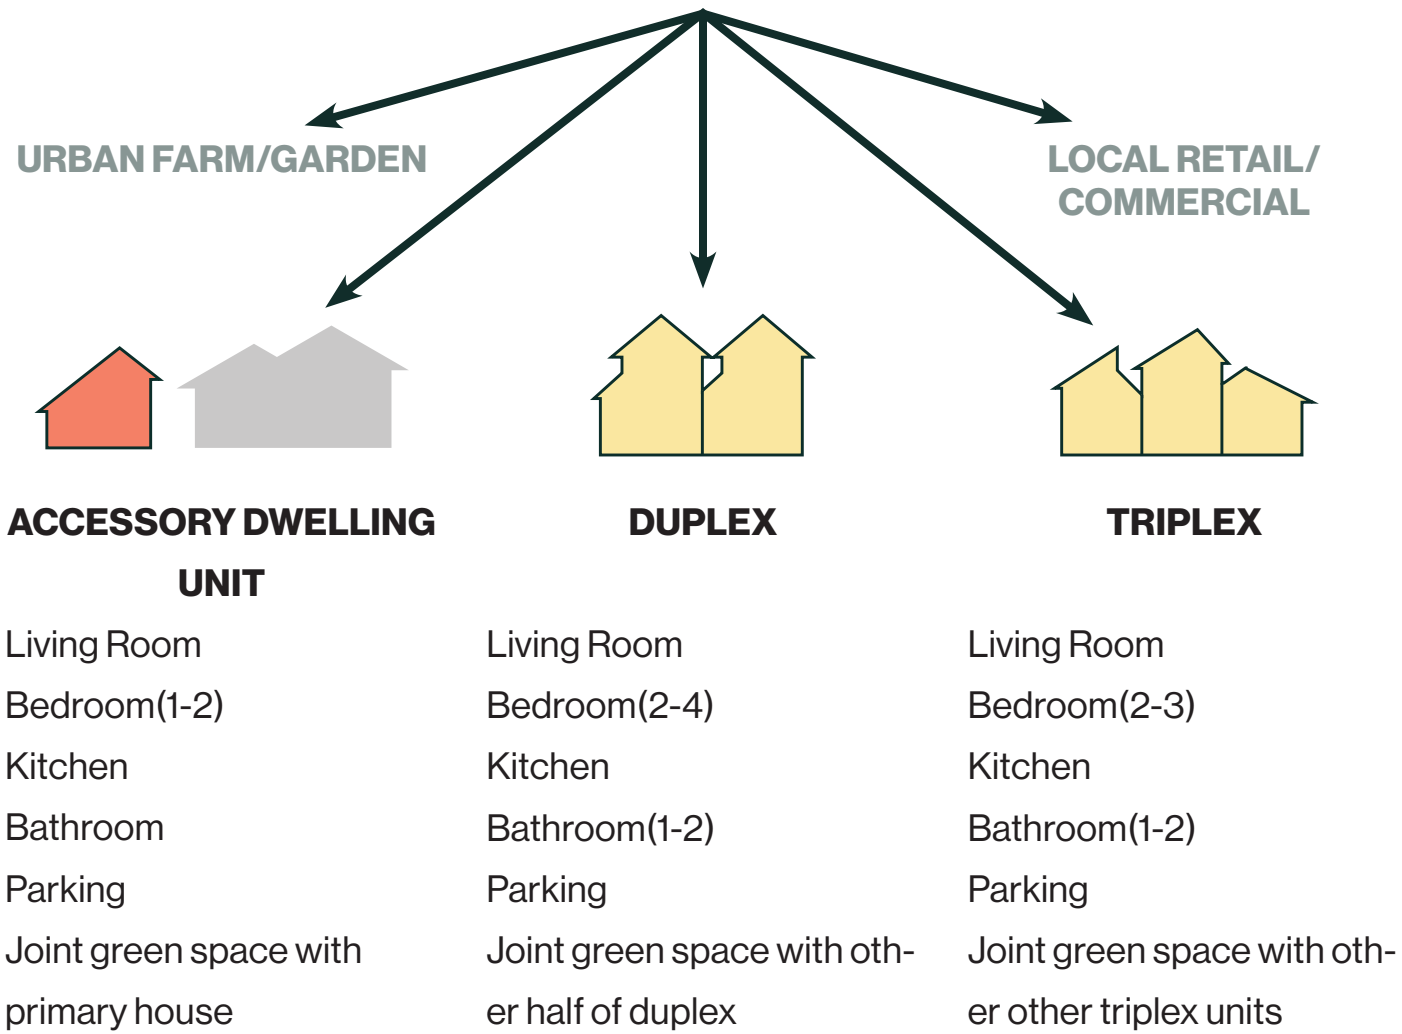 URBAN FARM/GARDEN
LOCAL RETAIL/
COMMERCIAL
ACCESSORY DWELLING
UNIT
Living Room
Bedroom(1-2)
Kitchen
Bathroom
Parking
Joint green space with
primary house
DUPLEX
Living Room
Bedroom(2-4)
Kitchen
Bathroom(1-2)
Parking
Joint green space with oth-
er half of duplex
TRIPLEX
Living Room
Bedroom(2-3)
Kitchen
Bathroom(1-2)
Parking
Joint green space with oth-
er other triplex units